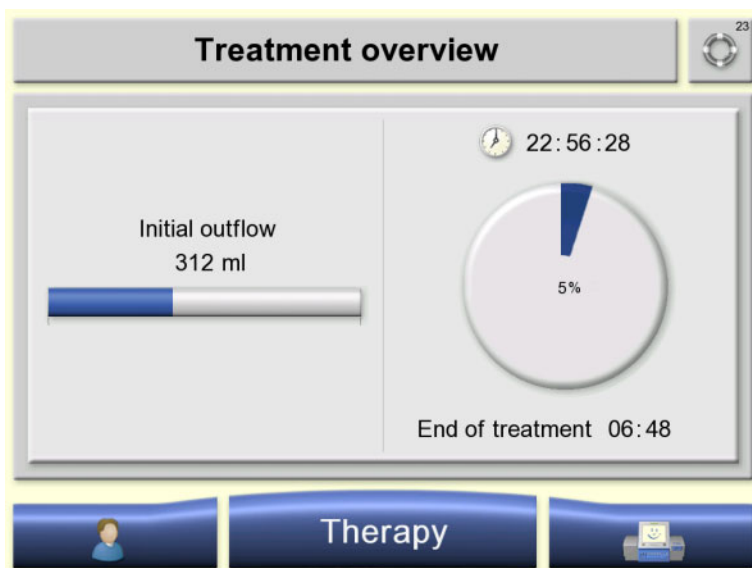 Treatment overview
23
Initial outflow
312 ml
22:56:28
5%
End of treatment 06:48
Therapy